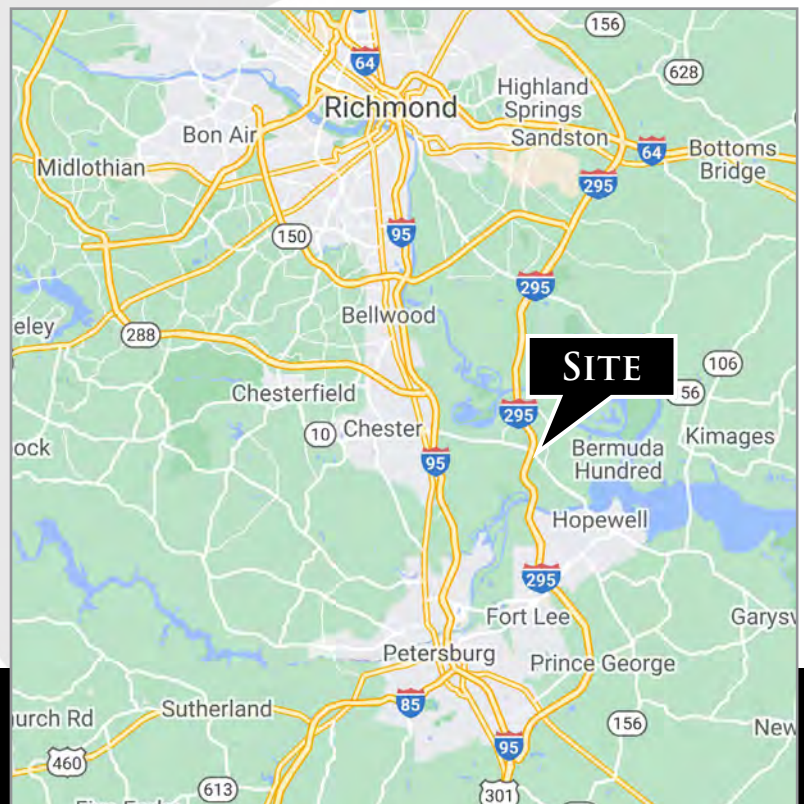 156
64
628
Highland
Springs
Richmond
Sandston
Bon Air
64
Bottoms
Bridge
Midlothian
295
150
95
295
Bellwood
eley
288
SITE
106
56
Chesterfield
295
10
Chester
Kimages
ock
Bermuda
Hundred
95
Hopewell
295
Fort Lee
Garysv
Petersburg
Prince George
85
Sutherland
urch Rd
156
New
95
460
613
301